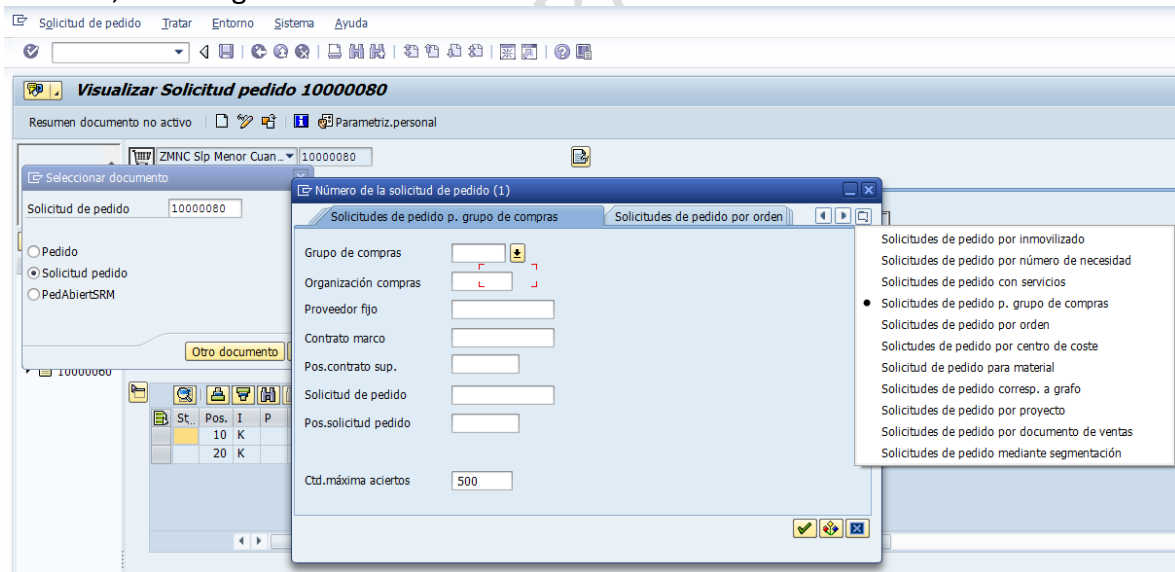 Solicitud de pedido Tratar Entorno Sistema Ayuda
Visualizar Solicitud pedido 10000080
Resumen documento no activo Parametriz.personal
ZMNC Slp Menor Cuan... 10000080
Seleccionar documento
Solicitud de pedido 10000080
Pedido
Solicitud pedido
PedAbiertSRM
Otro documento
Número de la solicitud de pedido (1)
Solicitudes de pedido p. grupo de compras Solicitudes de pedido por orden
Grupo de compras
Organización compras
Proveedor fijo
Contrato marco
Pos.contrato sup.
Solicitud de pedido
Pos.solicitud pedido
Ctd.máxima aciertos 500
Solicitudes de pedido por inmovilizado
Solicitudes de pedido por número de necesidad
Solicitudes de pedido con servicios
Solicitudes de pedido p. grupo de compras
Solicitudes de pedido por orden
Solictudes de pedido por centro de coste
Solicitud de pedido para material
Solicitudes de pedido corresp. a grafo
Solicitudes de pedido por proyecto
Solicitudes de pedido por documento de ventas
Solicitudes de pedido mediante segmentación
10000060
St.. Pos. I P
10 K
20 K